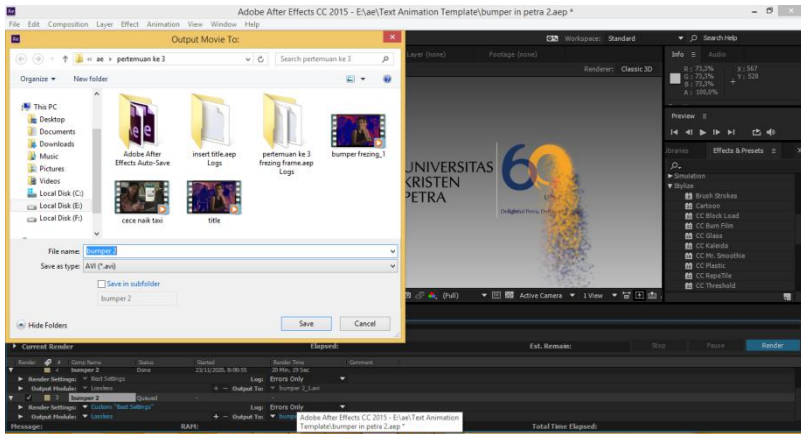 Adobe After Effects CC 2015 - E:\ae\Text Animation Template\bumper in petra 2.aep *
File Edit Composition Layer Effect Animation View Window Help
Output Movie To:
Workspace: Standard
Search Help
« ae ▸ pertemuan ke 3
Search pertemuan ke 3
Layer (none)
Footage (none)
Info
Audio
Organize
New folder
Renderer: Classic 3D
R: 73,3%
G: 73,3%
B: 73,3%
A: 100,0%
X: 567
Y: 528
This PC
Desktop
Documents
Downloads
Music
Pictures
Videos
Local Disk (C:)
Local Disk (E:)
Local Disk (F:)
Adobe After Effects Auto-Save
insert title.aep Logs
pertemuan ke 3 frezing frame.aep Logs
bumper frezing_1
cece naik taxi
title
Preview
UNIVERSITAS
KRISTEN
PETRA
60
Effects & Presets
Simulation
Stylize
Brush Strokes
Cartoon
CC Block Load
CC Burn Film
CC Glass
CC Kaleida
CC Mr. Smoothie
CC Plastic
CC RepeTile
CC Threshold
File name: bumper 2
Save as type: AVI (*.avi)
Save in subfolder
bumper 2
Hide Folders
Save
Cancel
(Full)
Active Camera
1 View
Current Render
Elapsed:
Est. Remain:
Stop
Pause
Render
Render
#
Comp Name
Status
Started
Render Time
Comment
bumper 2
Done
Render Settings: Best Settings
Log: Errors Only
Output Module: Lossless
Output To: bumper 2_1.avi
3 bumper 2
Queued
Render Settings: Custom: "Best Settings"
Log: Errors Only
Output Module: Lossless
Output To:
Adobe After Effects CC 2015 - E:\ae\Text Animation
Template\bumper in petra 2.aep *
Message:
RAM:
Total Time Elapsed: